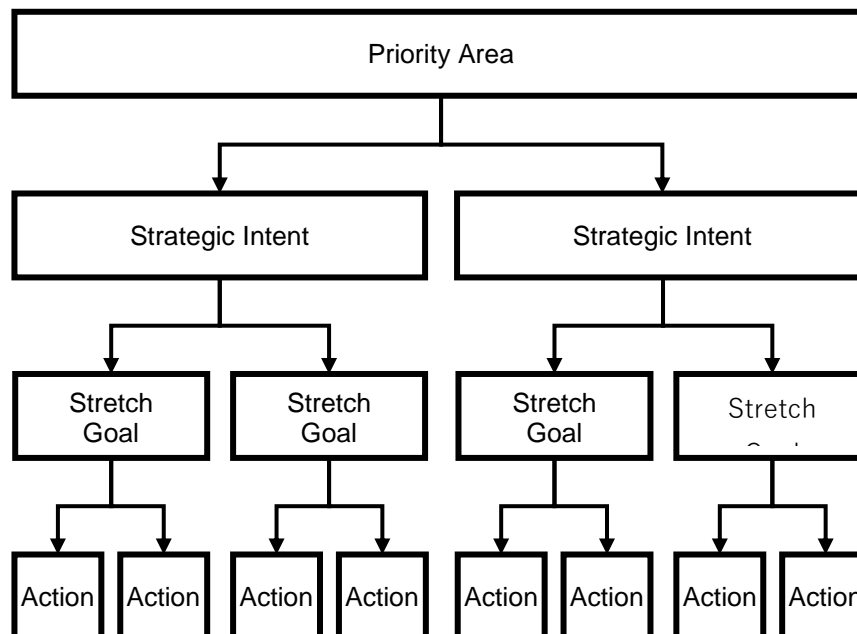 Priority Area
Strategic Intent
Strategic Intent
Stretch
Goal
Stretch
Goal
Stretch
Goal
Stretch
Action
Action
Action
Action
Action
Action
Action
Action